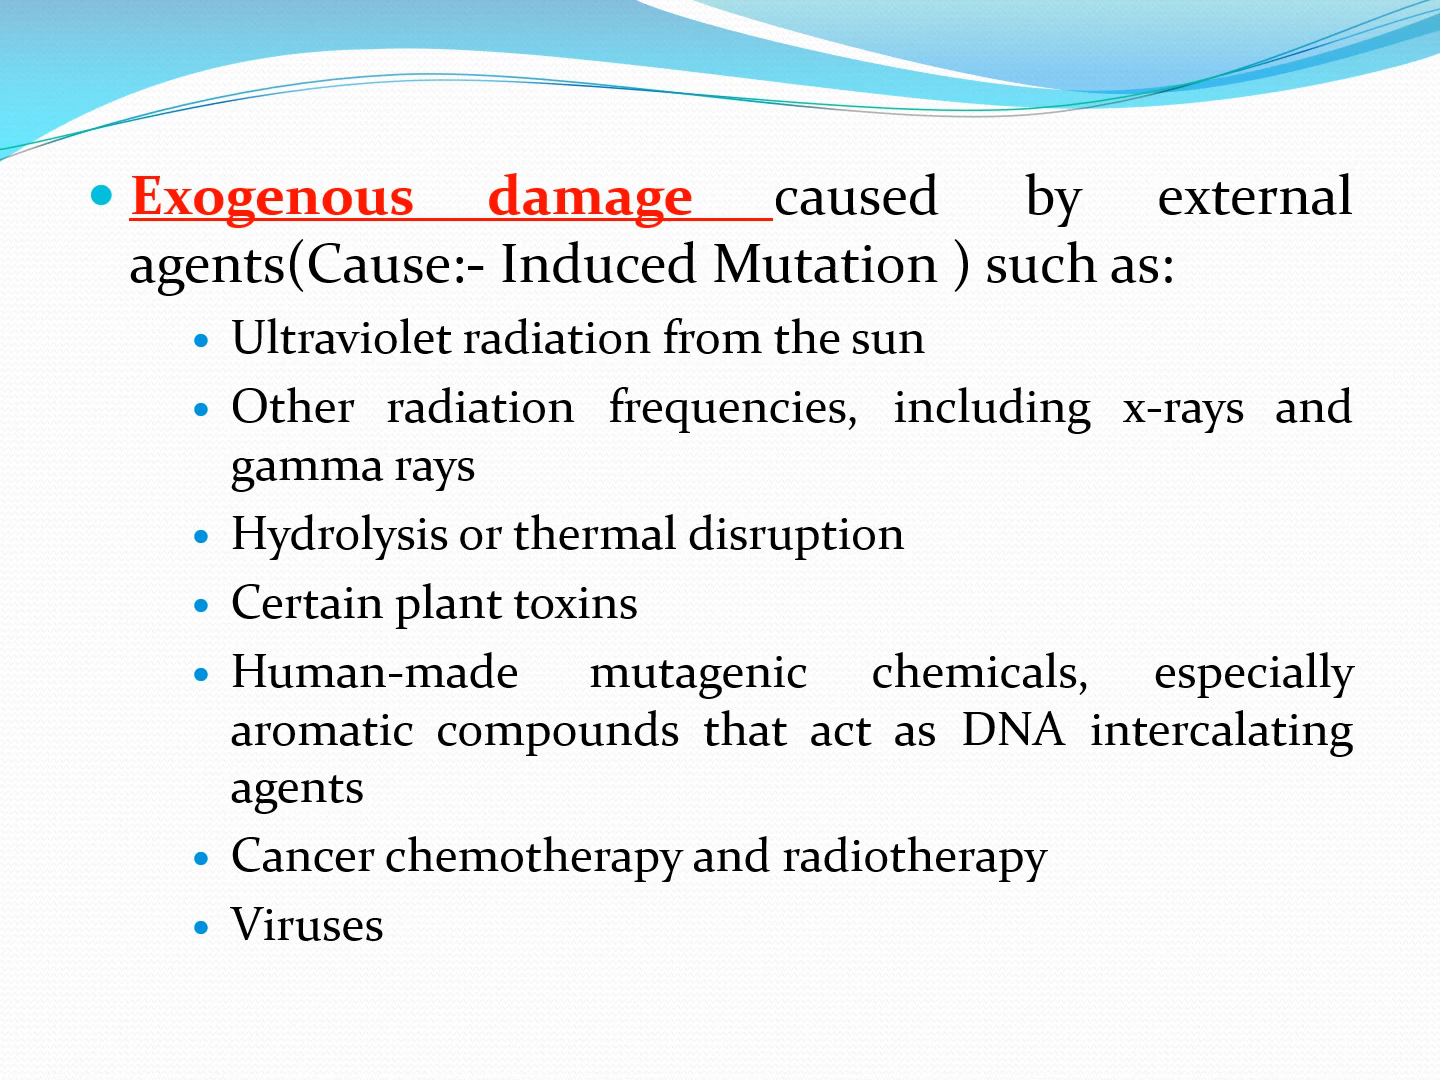 • Exogenous damage caused by external
agents(Cause:- Induced Mutation ) such as:
• Ultraviolet radiation from the sun
• Other radiation frequencies, including x-rays and
gamma rays
• Hydrolysis or thermal disruption
• Certain plant toxins
• Human-made mutagenic chemicals, especially
aromatic compounds that act as DNA intercalating
agents
• Cancer chemotherapy and radiotherapy
• Viruses